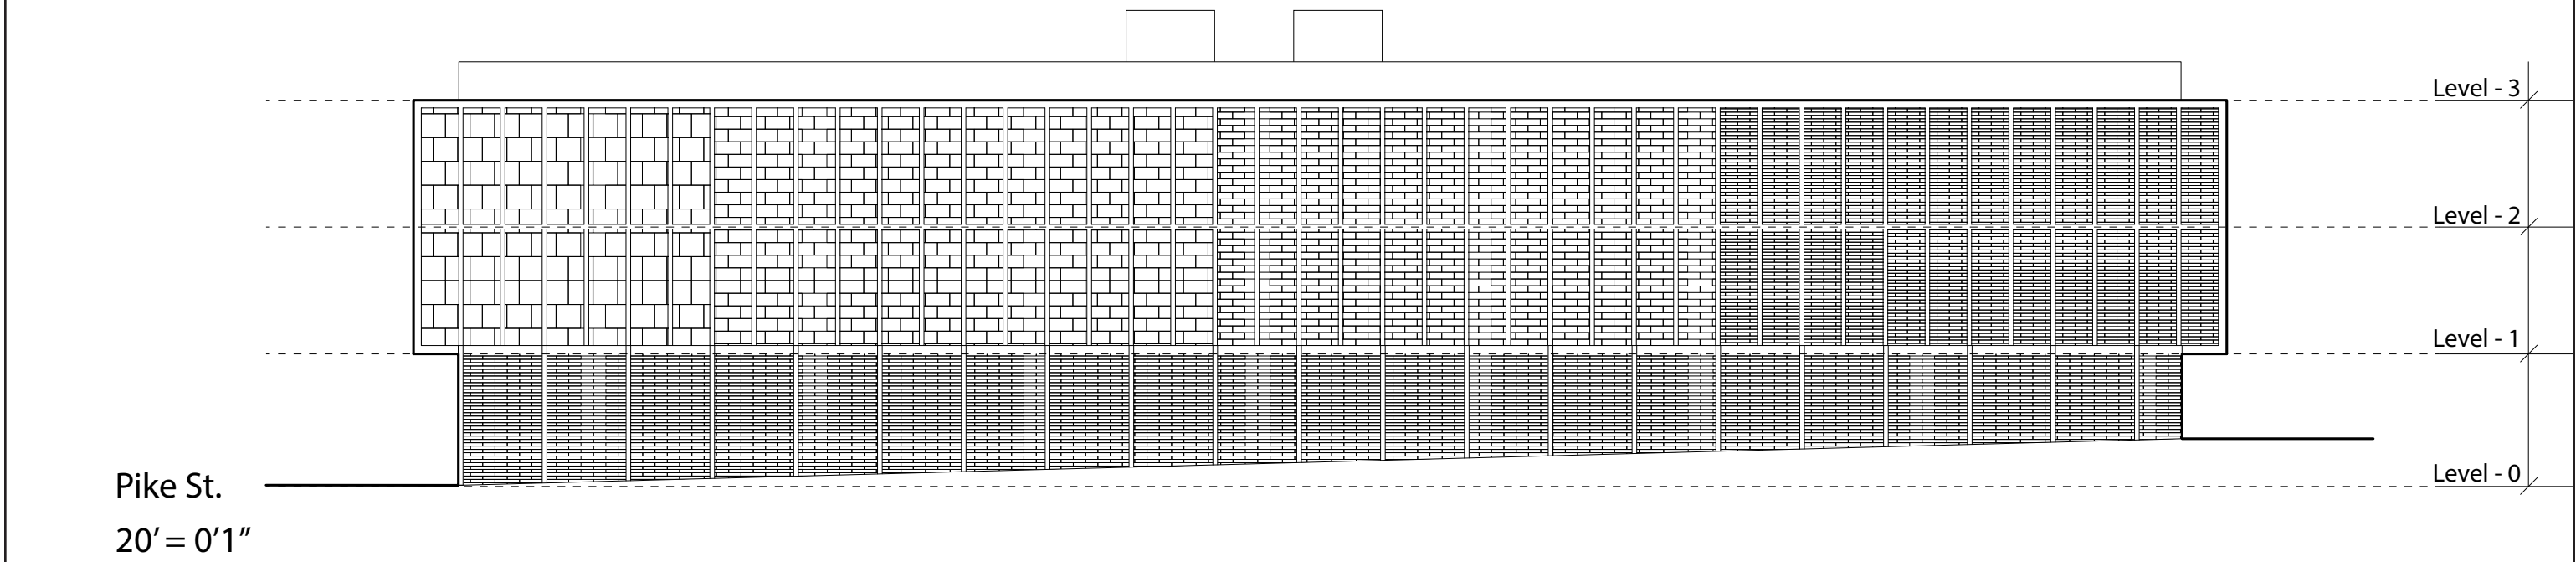 Level - 3
Level - 2
Level - 1
Level - 0
Pike St.
20’ = 0’1”